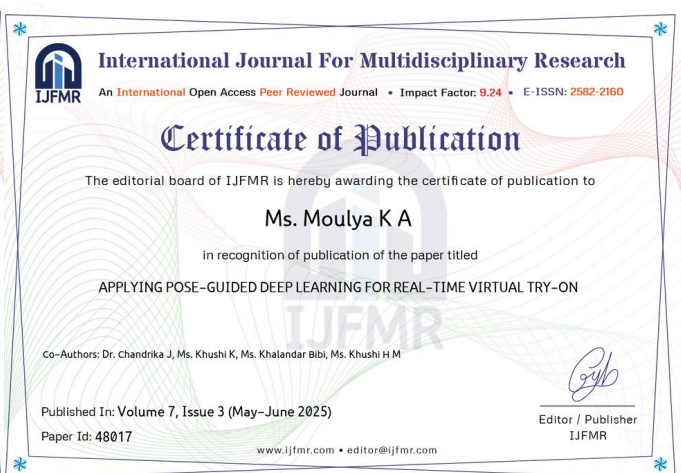 International Journal For Multidisciplinary Research
IJFMR
An International Open Access Peer Reviewed Journal • Impact Factor: 9.24 • E-ISSN: 2582-2160
Certificate of Publication
The editorial board of IJFMR is hereby awarding the certificate of publication to
Ms. Moulya K A
in recognition of publication of the paper titled
APPLYING POSE-GUIDED DEEP LEARNING FOR REAL-TIME VIRTUAL TRY-ON
IJFMR
Co-Authors: Dr. Chandrika J, Ms. Khushi K, Ms. Khalandar Bibi, Ms. Khushi H M
Published In: Volume 7, Issue 3 (May-June 2025)
Editor / Publisher
IJFMR
Paper Id: 48017
www.ijfmr.com • editor@ijfmr.com